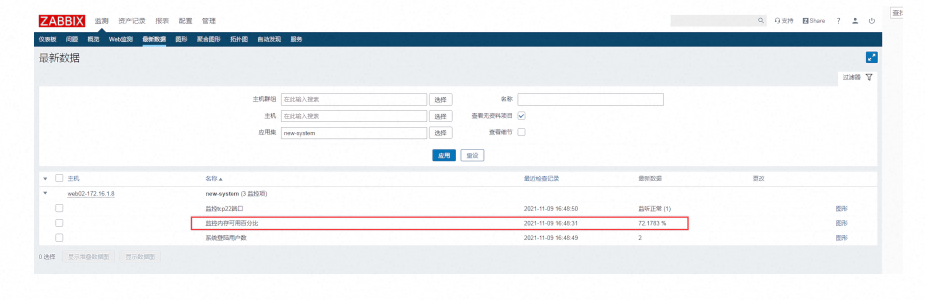 查找
ZABBIX 监测 资产记录 报表 配置 管理 支持 Share ?
仪表板 问题 概览 Web监测 最新数据 图形 聚合图形 拓扑图 自动发现 服务
最新数据
过滤器
主机群组 在此输入搜索 选择 名称
主机 在此输入搜索 选择 查看无资料项目
应用集 new-system 选择 查看细节
应用 重设
主机 名称 最近检查记录 最新数据 更改
web02-172.16.1.8 new-system (3 监控项)
监控tcp22端口 2021-11-09 16:48:50 监听正常 (1) 图形
监控内存可用百分比 72.1783 % 图形
系统登陆用户数 2021-11-09 16:48:49 2 图形
0 选择 显示堆叠数据图 显示数据图